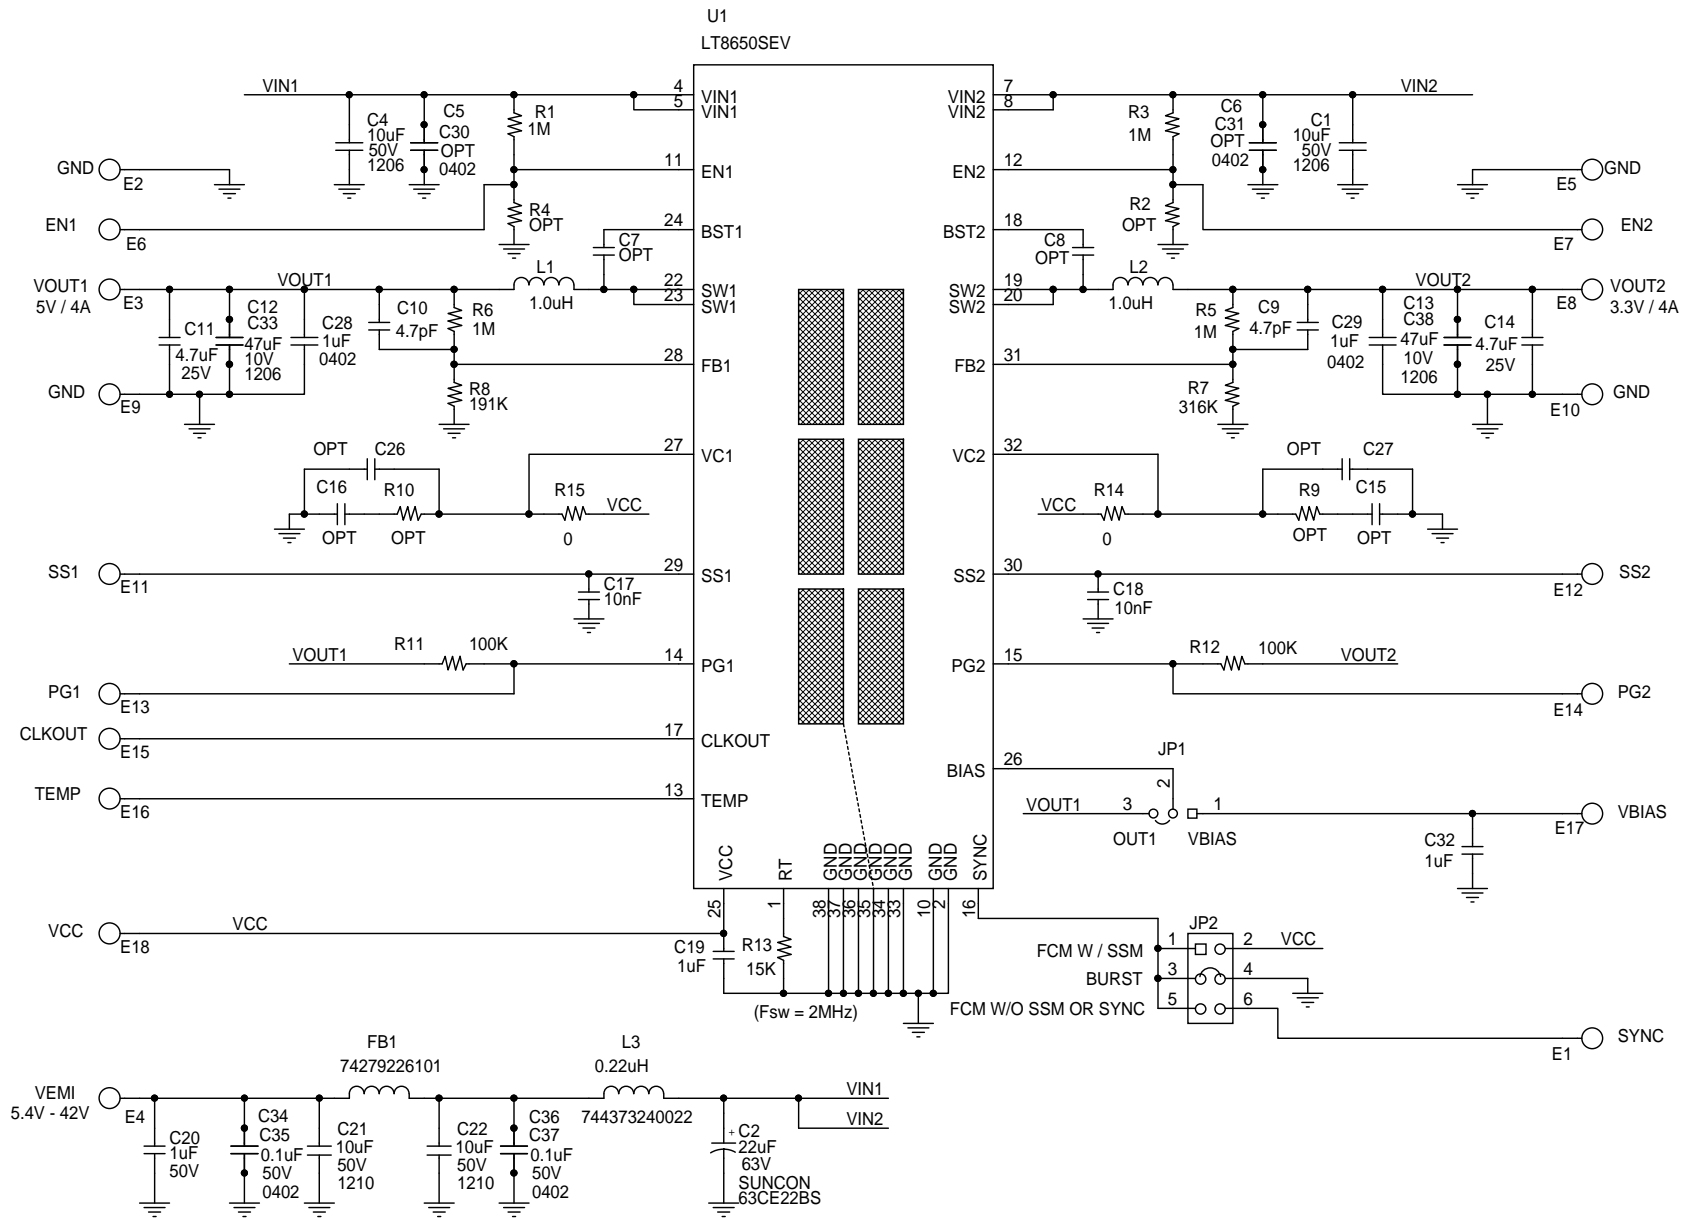 U1
LT8650SEV
VIN1
4
5
VIN1
VIN1
C4
10uF
50V
1206
C5
C30
OPT
0402
R1
1M
GND
E2
11
EN1
R4
OPT
EN1
E6
24
BST1
C7
OPT
VOUT1
5V / 4A
E3
VOUT1
L1
1.0uH
22
23
SW1
SW1
C11
4.7uF
25V
C12
C33
47uF
10V
1206
C28
1uF
0402
C10
4.7pF
R6
1M
28
FB1
R8
191K
GND
E9
27
VC1
OPT
C26
C16
R10
OPT
OPT
R15
0
VCC
SS1
E11
29
SS1
C17
10nF
VOUT1
R11
100K
14
PG1
PG1
E13
CLKOUT
E15
17
CLKOUT
TEMP
E16
13
TEMP
7
8
VIN2
VIN2
VIN2
R3
1M
C6
C31
OPT
0402
C1
10uF
50V
1206
12
EN2
R2
OPT
E5
GND
E7
EN2
18
BST2
C8
OPT
19
20
SW2
SW2
L2
1.0uH
VOUT2
E8
VOUT2
3.3V / 4A
R5
1M
C9
4.7pF
C29
1uF
0402
C13
C38
47uF
10V
1206
C14
4.7uF
25V
31
FB2
R7
316K
E10
GND
32
VC2
VCC
R14
0
OPT
C27
R9
C15
OPT
OPT
30
SS2
C18
10nF
E12
SS2
15
PG2
R12
100K
VOUT2
E14
PG2
26
BIAS
JP1
2
VOUT1
3
1
OUT1
VBIAS
E17
VBIAS
C32
1uF
VCC
RT
GND
GND
GND
GND
GND
GND
GND
GND
SYNC
25
1
38
37
36
35
34
33
10
2
16
VCC
E18
VCC
C19
1uF
R13
15K
(Fsw = 2MHz)
JP2
FCM W / SSM
1
2
VCC
BURST
3
4
FCM W/O SSM OR SYNC
5
6
E1
SYNC
VEMI
5.4V - 42V
E4
FB1
74279226101
L3
0.22uH
744373240022
VIN1
VIN2
C20
1uF
50V
C34
C35
0.1uF
50V
0402
C21
10uF
50V
1210
C22
10uF
50V
1210
C36
C37
0.1uF
50V
0402
+
C2
22uF
63V
SUNCON
63CE22BS